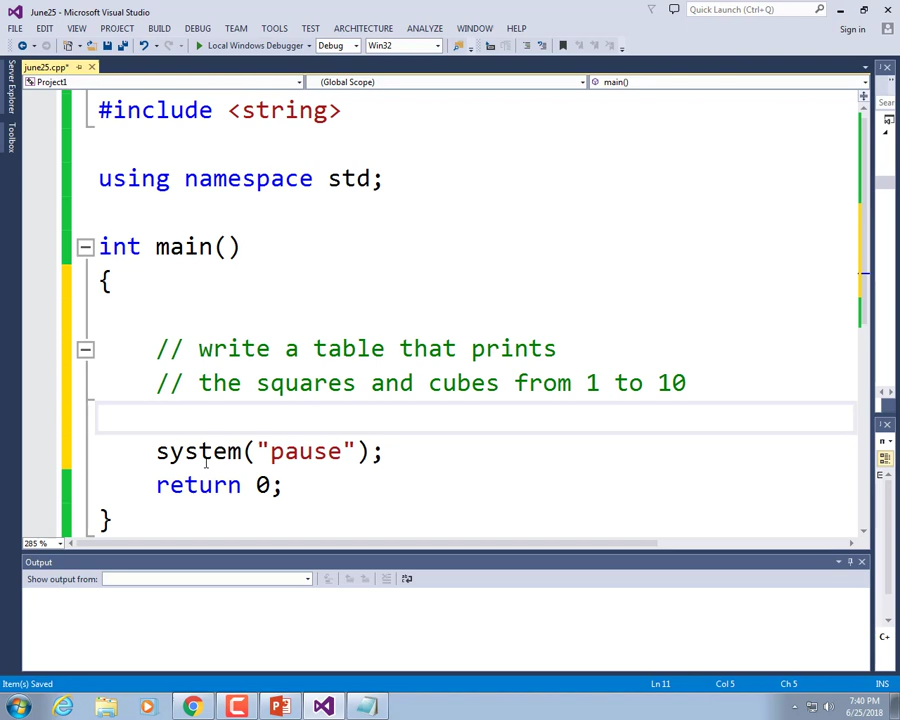 June25 - Microsoft Visual Studio
Quick Launch (Ctrl+Q)
FILE EDIT VIEW PROJECT BUILD DEBUG TEAM TOOLS TEST ARCHITECTURE ANALYZE WINDOW HELP
Sign in
Local Windows Debugger Debug Win32
june25.cpp*
Project1 (Global Scope) main()
Server Explorer
Toolbox
Sear
#include <string>
using namespace std;
int main()
{
// write a table that prints
// the squares and cubes from 1 to 10
system("pause");
return 0;
}
285 %
Output
Show output from:
C+
Item(s) Saved
Ln 11 Col 5 Ch 5 INS
7:40 PM
6/25/2018